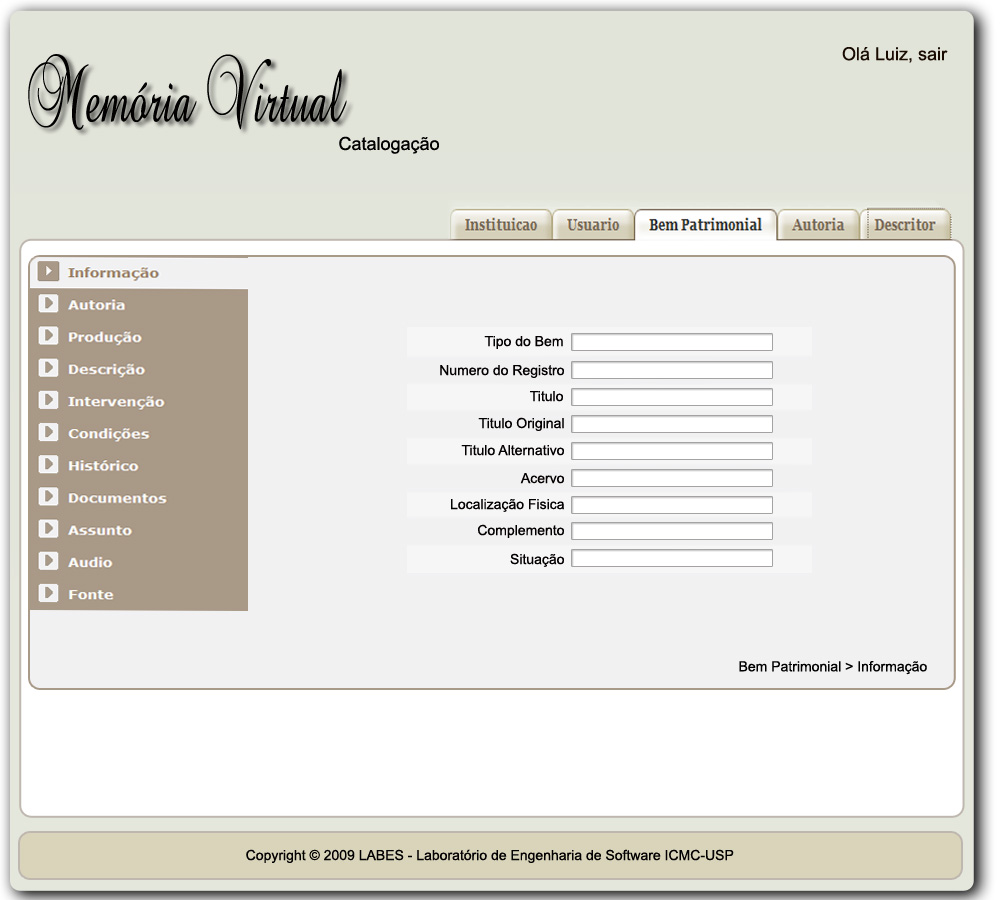 Olá Luiz, sair
Memória Virtual
Catalogação
Instituicao Usuario Bem Patrimonial Autoria Descritor
Informação
Autoria
Produção
Descrição
Intervenção
Condições
Histórico
Documentos
Assunto
Audio
Fonte
Tipo do Bem
Numero do Registro
Titulo
Titulo Original
Titulo Alternativo
Acervo
Localização Fisica
Complemento
Situação
Bem Patrimonial > Informação
Copyright © 2009 LABES - Laboratório de Engenharia de Software ICMC-USP